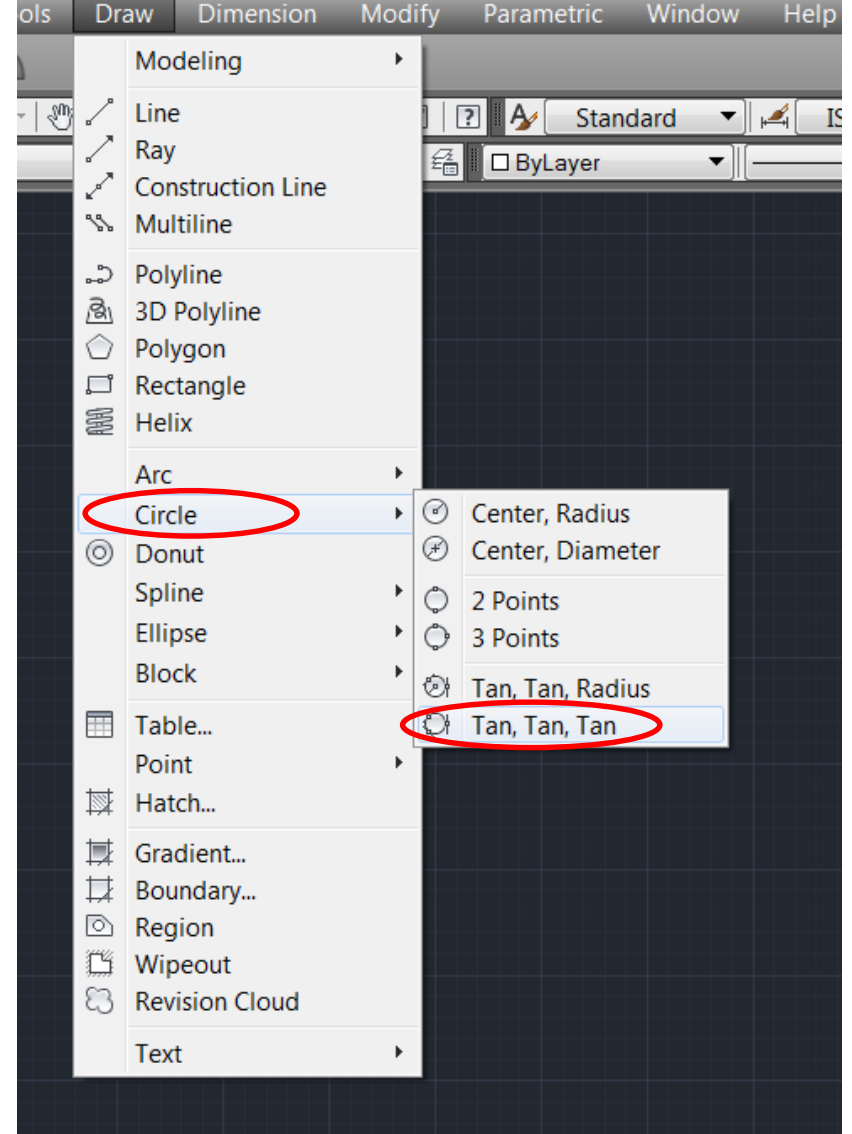 ols Draw Dimension Modify Parametric Window Help
Modeling
Line
Standard IS
Ray
ByLayer
Construction Line
Multiline
Polyline
3D Polyline
Polygon
Rectangle
Helix
Arc
Circle
Center, Radius
Donut
Center, Diameter
Spline
2 Points
Ellipse
3 Points
Block
Tan, Tan, Radius
Table...
Tan, Tan, Tan
Point
Hatch...
Gradient...
Boundary...
Region
Wipeout
Revision Cloud
Text